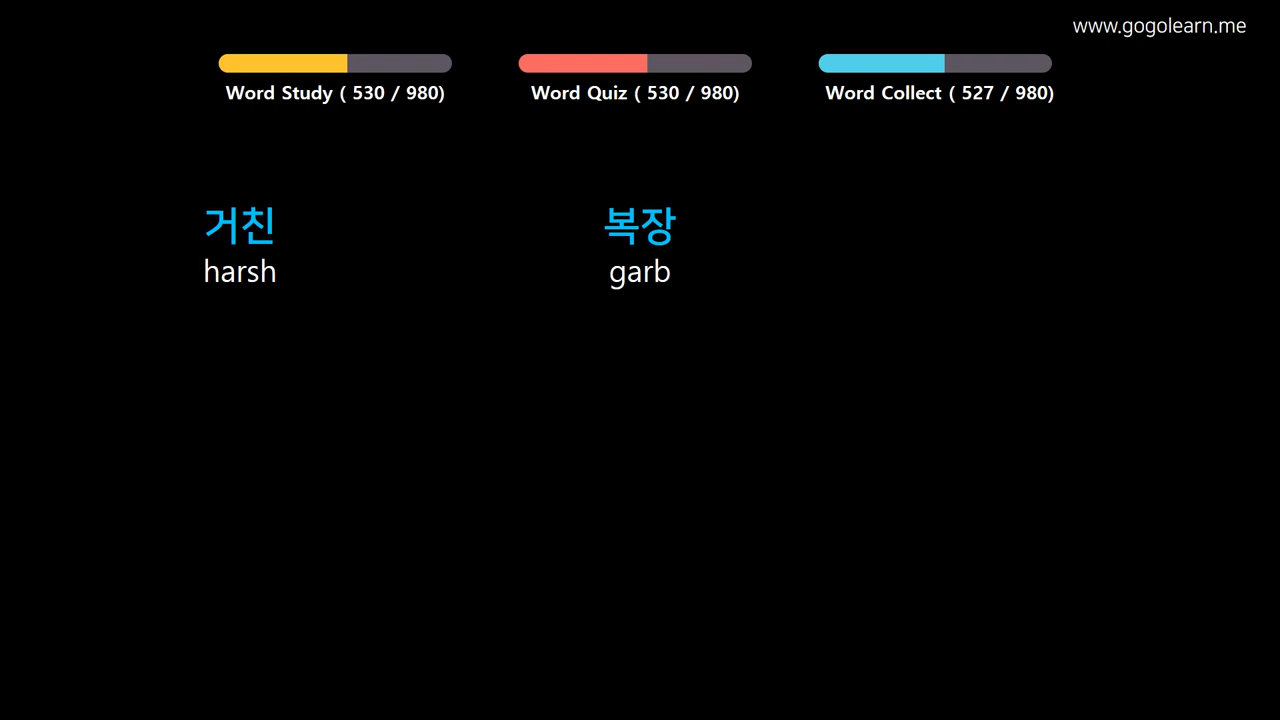 www.gogolearn.me
Word Study ( 530 / 980)
Word Quiz ( 530 / 980)
Word Collect ( 527 / 980)
거친
harsh
복장
garb